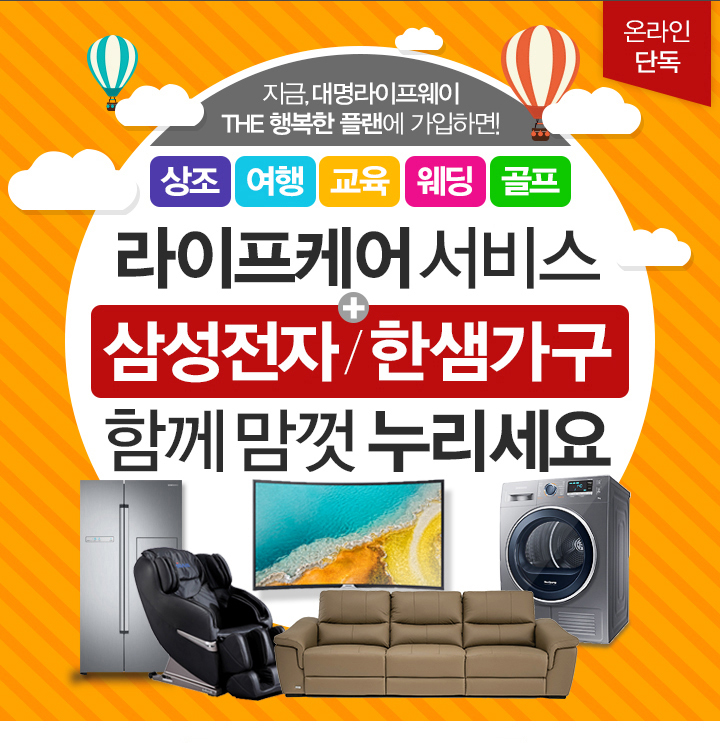 온라인
단독
지금, 대명라이프웨이
THE 행복한 플랜에 가입하면!
상조 여행 교육 웨딩 골프
라이프케어 서비스
+
삼성전자 / 한샘가구
함께 맘껏 누리세요